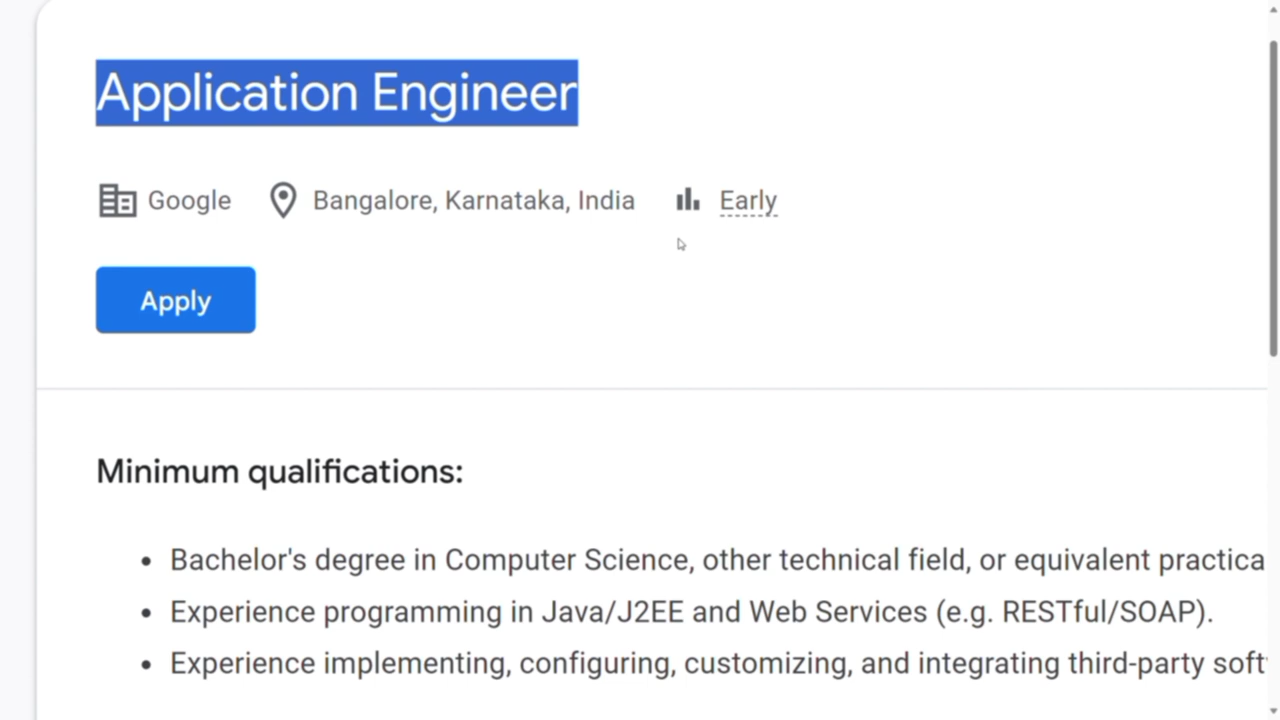 Application Engineer
Google Bangalore, Karnataka, India Early
Apply
Minimum qualifications:
• Bachelor's degree in Computer Science, other technical field, or equivalent practica
• Experience programming in Java/J2EE and Web Services (e.g. RESTful/SOAP).
• Experience implementing, configuring, customizing, and integrating third-party soft